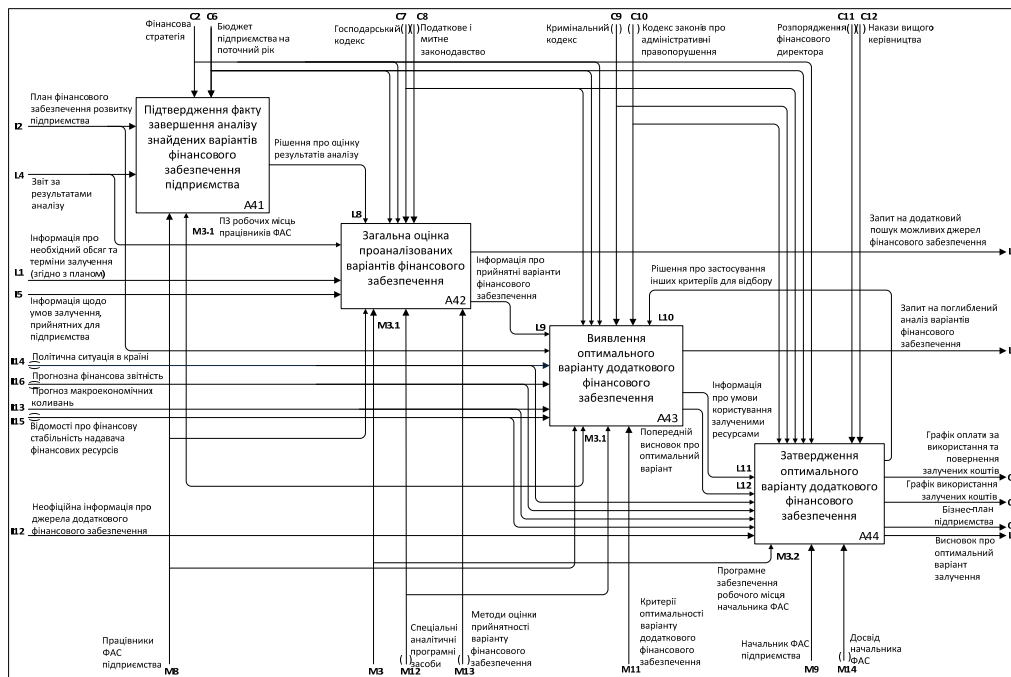 C2 C6
C7 C8
C9 C10
C11 C12
Фінансова
стратегія
Бюджет
підприємства на
поточний рік
Господарський
кодекс
Податкове і
митне
законодавство
Кримінальний
кодекс
Кодекс законів про
адміністративні
правопорушення
Розпорядження
фінансового
директора
Накази вищого
керівництва
План фінансового
забезпечення розвитку
підприємства
I2
L4
Звіт за
результатами
аналізу
Підтвердження факту
завершення аналізу
знайдених варіантів
фінансового
забезпечення
підприємства
A41
Рішення про оцінку
результатів аналізу
M3.1
ПЗ робочих місць
працівників ФАС
L8
Інформація про
необхідний обсяг та
терміни залучення
(згідно з планом)
L1
I5
Інформація щодо
умов залучення,
прийнятних для
підприємства
Загальна оцінка
проаналізованих
варіантів фінансового
забезпечення
A42
M3.1
Інформація про
прийнятні варіанти
фінансового
забезпечення
L9
Запит на додатковий
пошук можливих джерел
фінансового забезпечення
L
Рішення про застосування
інших критеріїв для відбору
L10
Запит на поглиблений
аналіз варіантів
фінансового
забезпечення
L
I14
Політична ситуація в країні
I16
Прогнозна фінансова звітність
Прогноз макроекономічних
коливань
I13
I15
Відомості про фінансову
стабільність надавача
фінансових ресурсів
Виявлення
оптимального
варіанту додаткового
фінансового
забезпечення
A43
M3.1
Попередній
висновок про
оптимальний
варіант
Інформація
про умови
користування
залученими
ресурсами
L11
L12
Затвердження
оптимального
варіанту додаткового
фінансового
забезпечення
A44
M3.2
Графік оплати за
використання та
повернення
залучених коштів
Графік використання
залучених коштів
Бізнес-план
підприємства
Висновок про
оптимальний
варіант
залучення
Неофіційна інформація про
джерела додаткового
фінансового забезпечення
I12
Програмне
забезпечення
робочого місця
начальника ФАС
Працівники
ФАС
підприємства
M8
M3
Спеціальні
аналітичні
програмні
засоби
M12
Методи оцінки
прийнятності
варіанту
фінансового
забезпечення
M13
Критерії
оптимальності
варіанту
додаткового
фінансового
забезпечення
M11
Начальник ФАС
підприємства
M9
Досвід
начальника
ФАС
M14